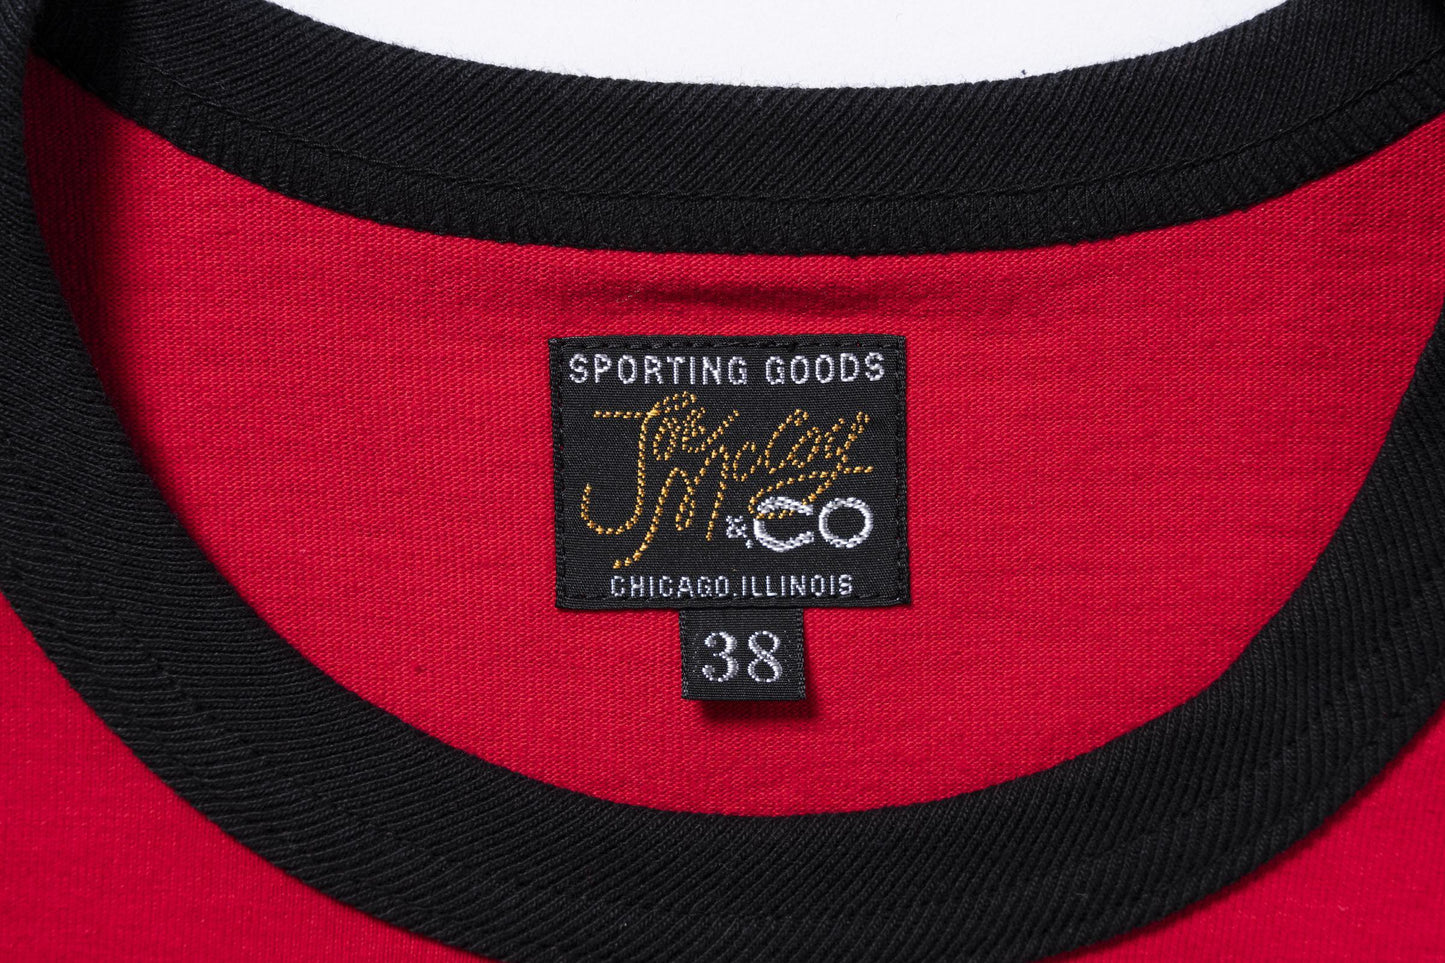 SPORTING GOODS
Joe McCoy
&, CO
CHICAGO, ILLINOIS
38